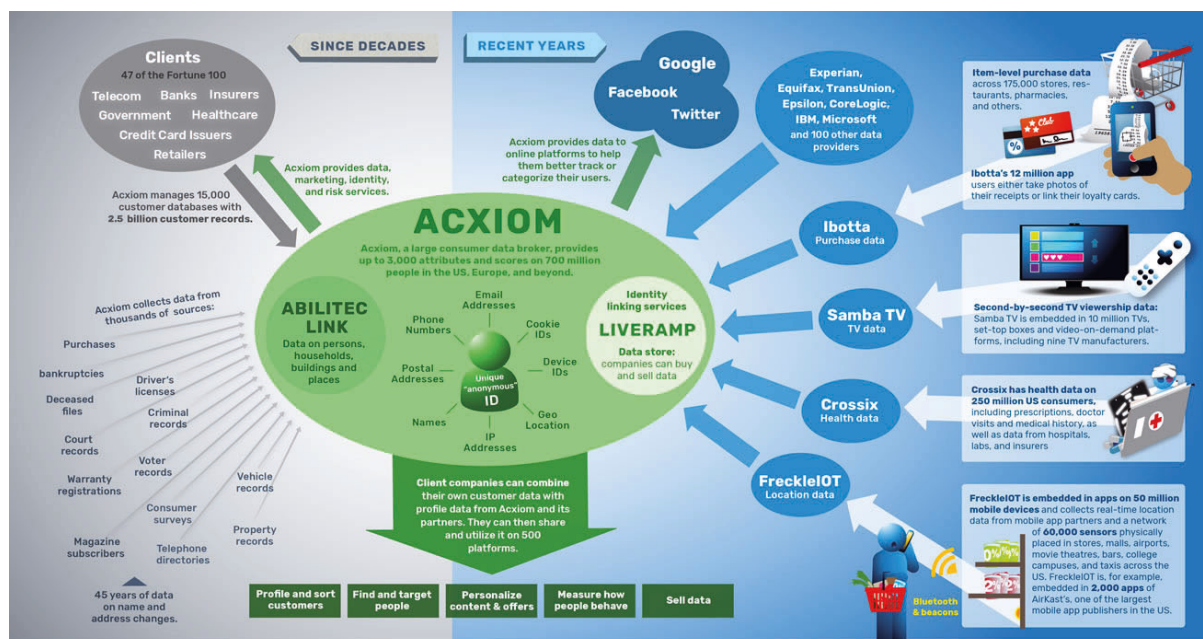 Clients
47 of the Fortune 100
Telecom Banks Insurers
Government Healthcare
Credit Card Issuers
Retailers
SINCE DECADES
RECENT YEARS
Google
Facebook
Twitter
Experian,
Equifax, TransUnion,
Epsilon, CoreLogic,
IBM, Microsoft
and 100 other data
providers
Item-level purchase data
across 175,000 stores, res-
taurants, pharmacies,
and others.
Club
%
Ibotta's 12 million app
users either take photos of
their receipts or link their loyalty cards.
Acxiom manages 15,000
customer databases with
2.5 billion customer records.
Acxiom provides data,
marketing, identity,
and risk services.
Acxiom provides data to
online platforms to help
them better track or
categorize their users.
ACXIOM
Acxiom, a large consumer data broker, provides
up to 3,000 attributes and scores on 700 million
people in the US, Europe, and beyond.
ABILITEC
LINK
Data on persons,
households,
buildings and
places
Email
Addresses
Phone
Numbers
Cookie
IDs
Postal
Addresses
Device
IDs
Unique
"anonymous"
ID
Names
Geo
Location
IP
Addresses
Identity
linking services
LIVERAMP
Data store:
companies can buy
and sell data
Ibotta
Purchase data
Samba TV
TV data
Crossix
Health data
FreckleIOT
Location data
Second-by-second TV viewership data:
Samba TV is embedded in 10 million TVs,
set-top boxes and video-on-demand plat-
forms, including nine TV manufacturers.
Crossix has health data on
250 million US consumers,
including prescriptions, doctor
visits and medical history, as
well as data from hospitals,
labs, and insurers
FreckleIOT is embedded in apps on 50 million
mobile devices and collects real-time location
data from mobile app partners and a network
of 60,000 sensors physically
placed in stores, malls, airports,
movie theatres, bars, college
campuses, and taxis across the
US. FreckleIOT is, for example,
embedded in 2,000 apps of
AirKast's, one of the largest
mobile app publishers in the US.
Bluetooth
& beacons
Acxiom collects data from
thousands of sources:
Purchases
bankruptcies
Driver's
licenses
Deceased
files
Criminal
records
Court
records
Voter
records
Warranty
registrations
Vehicle
records
Consumer
surveys
Property
records
Magazine
subscribers
Telephone
directories
45 years of data
on name and
address changes.
Client companies can combine
their own customer data with
profile data from Acxiom and its
partners. They can then share
and utilize it on 500
platforms.
Profile and sort
customers
Find and target
people
Personalize
content & offers
Measure how
people behave
Sell data